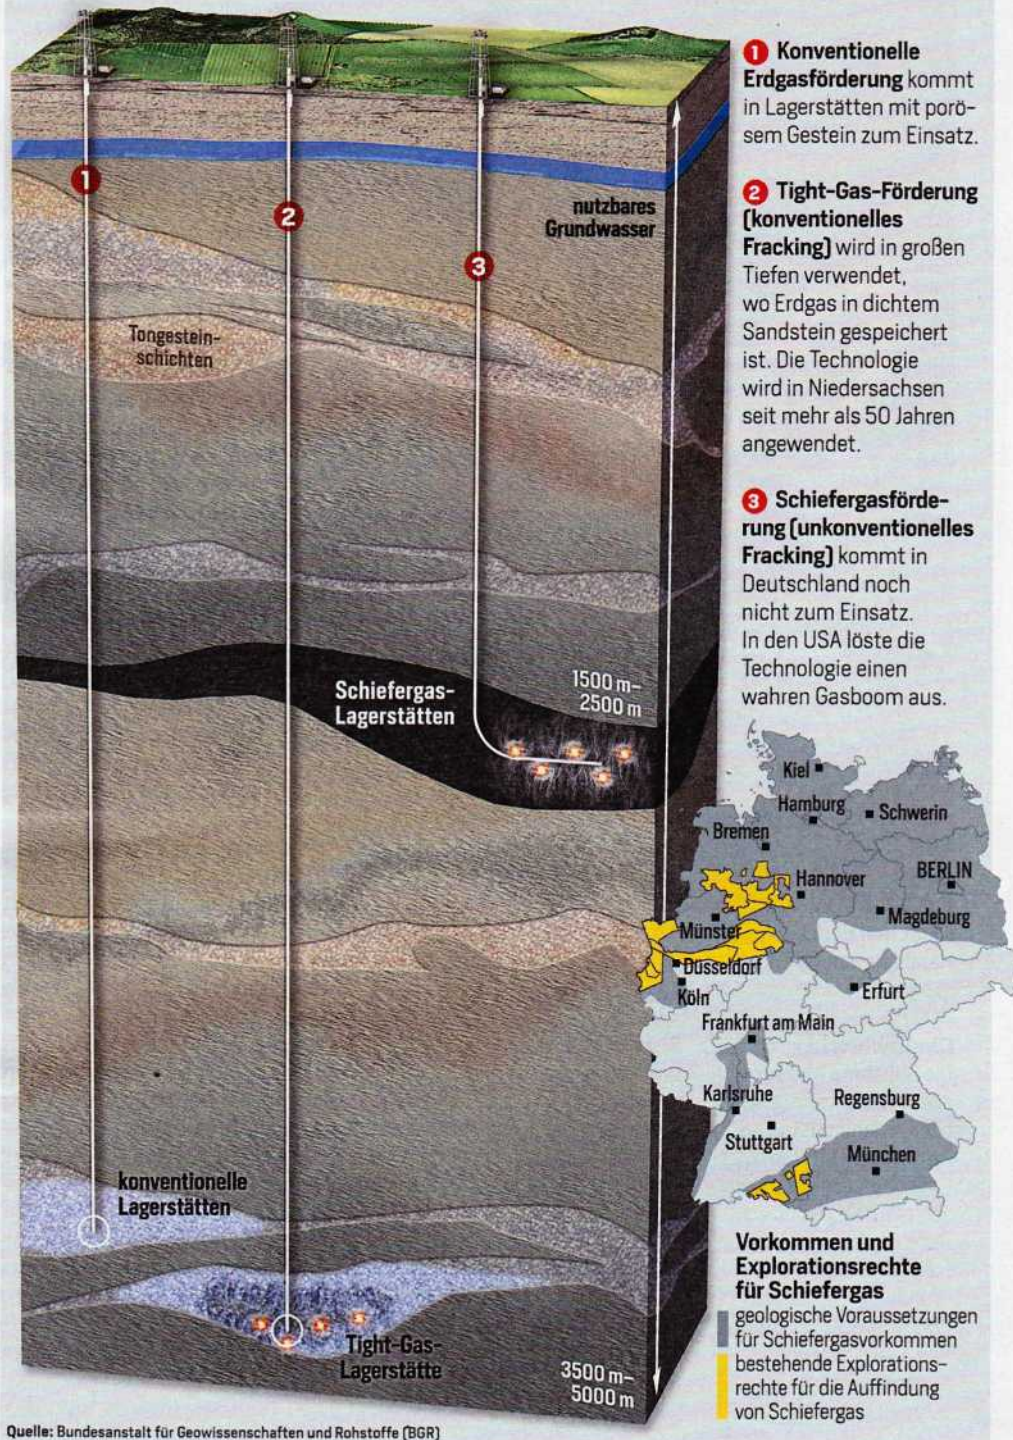 1 Konventionelle
Erdgasförderung kommt
in Lagerstätten mit porö-
sem Gestein zum Einsatz.
2 Tight-Gas-Förderung
(konventionelles
Fracking) wird in großen
Tiefen verwendet,
wo Erdgas in dichtem
Sandstein gespeichert
ist. Die Technologie
wird in Niedersachsen
seit mehr als 50 Jahren
angewendet.
3 Schiefergasförde-
rung (unkonventionelles
Fracking) kommt in
Deutschland noch
nicht zum Einsatz.
In den USA löste die
Technologie einen
wahren Gasboom aus.
1
2
3
nutzbares
Grundwasser
Tongestein-
schichten
Schiefergas-
Lagerstätten
1500 m–
2500 m
konventionelle
Lagerstätten
Tight-Gas-
Lagerstätte
3500 m–
5000 m
Kiel
Hamburg
Schwerin
Bremen
Hannover
BERLIN
Magdeburg
Münster
Düsseldorf
Köln
Erfurt
Frankfurt am Main
Karlsruhe
Regensburg
Stuttgart
München
Vorkommen und
Explorationsrechte
für Schiefergas
geologische Voraussetzungen
für Schiefergasvorkommen
bestehende Explorations-
rechte für die Auffindung
von Schiefergas
Quelle: Bundesanstalt für Geowissenschaften und Rohstoffe (BGR)